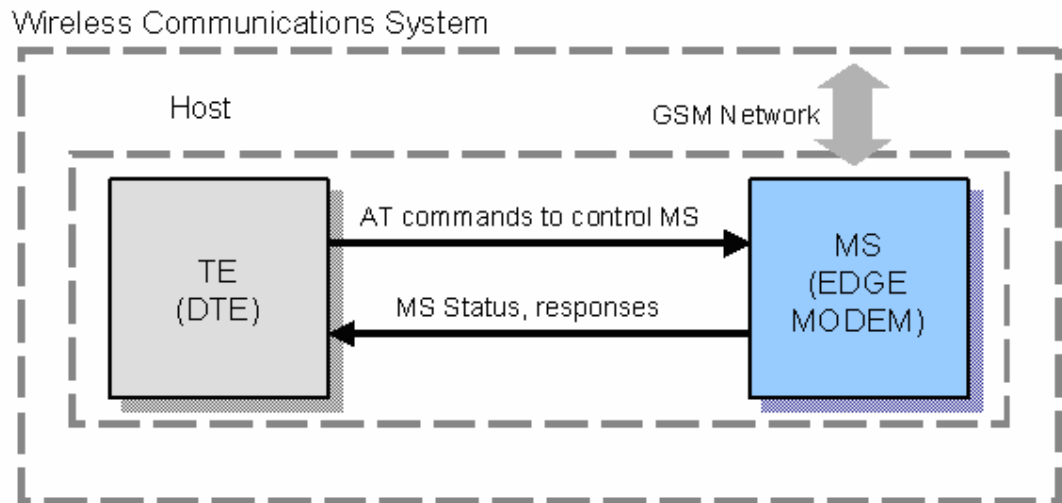 Wireless Communications System
Host
GSM Network
AT commands to control MS
TE
(DTE)
MS Status, responses
MS
(EDGE
MODEM)